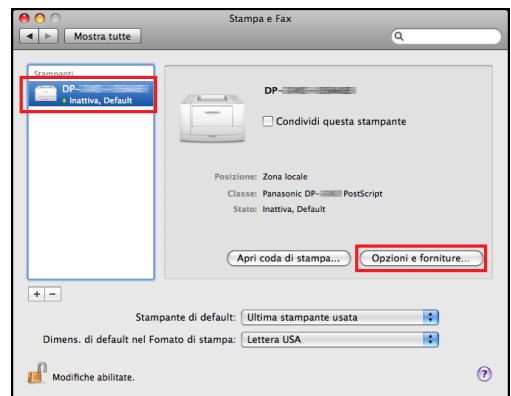 Stampa e Fax
Mostra tutte
Stampanti
DP-
Inattiva, Default
DP-
Condividi questa stampante
Posizione: Zona locale
Classe: Panasonic DP- PostScript
Stato: Inattiva, Default
Apri coda di stampa... Opzioni e forniture...
+ -
Stampante di default: Ultima stampante usata
Dimens. di default nel Fomato di stampa: Lettera USA
Modifiche abilitate. ?